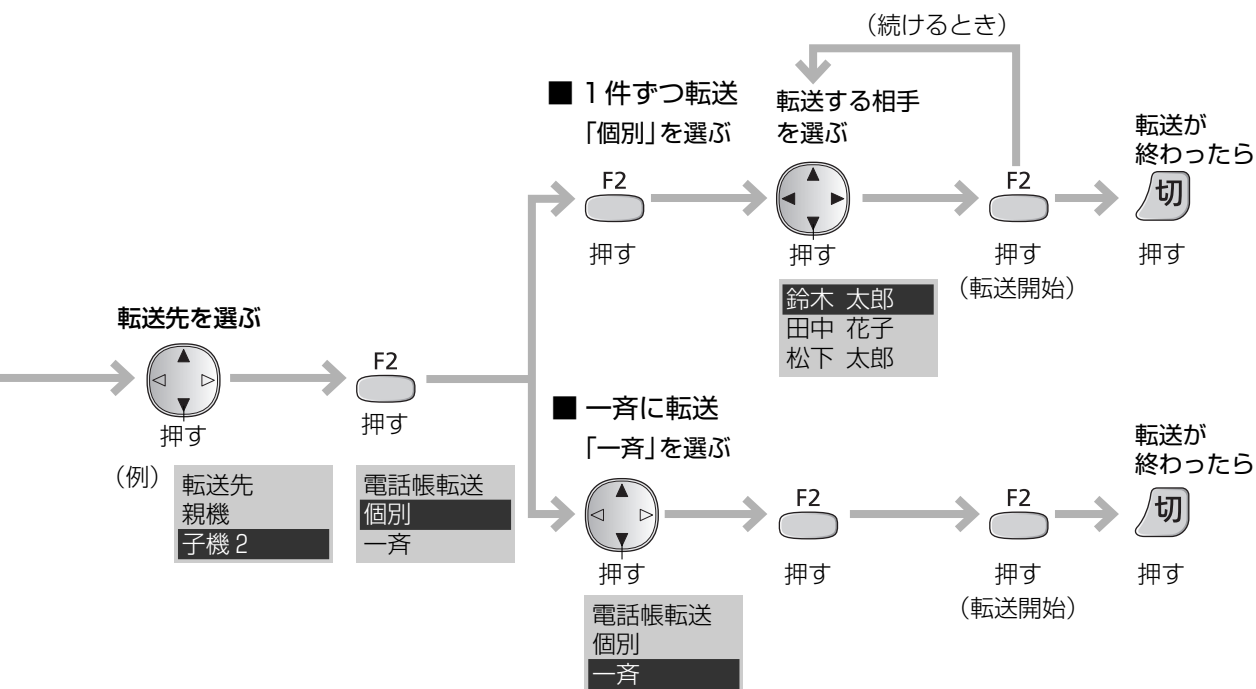 転送先を選ぶ
押す
(例)
転送先
親機
子機2
F2
押す
電話帳転送
個別
一斉
■ 1件ずつ転送
「個別」を選ぶ
F2
押す
(続けるとき)
転送する相手
を選ぶ
押す
鈴木 太郎
田中 花子
松下 太郎
F2
押す
(転送開始)
転送が
終わったら
切
押す
■ 一斉に転送
「一斉」を選ぶ
押す
電話帳転送
個別
一斉
F2
押す
F2
押す
(転送開始)
転送が
終わったら
切
押す